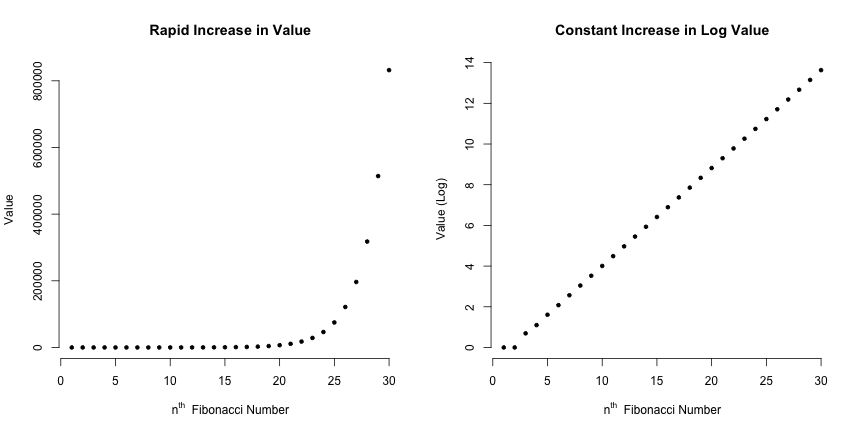 Rapid Increase in Value
Value
0
200000
400000
600000
800000
0 5 10 15 20 25 30
nth Fibonacci Number
Constant Increase in Log Value
Value (Log)
0
2
4
6
8
10
12
14
0 5 10 15 20 25 30
nth Fibonacci Number